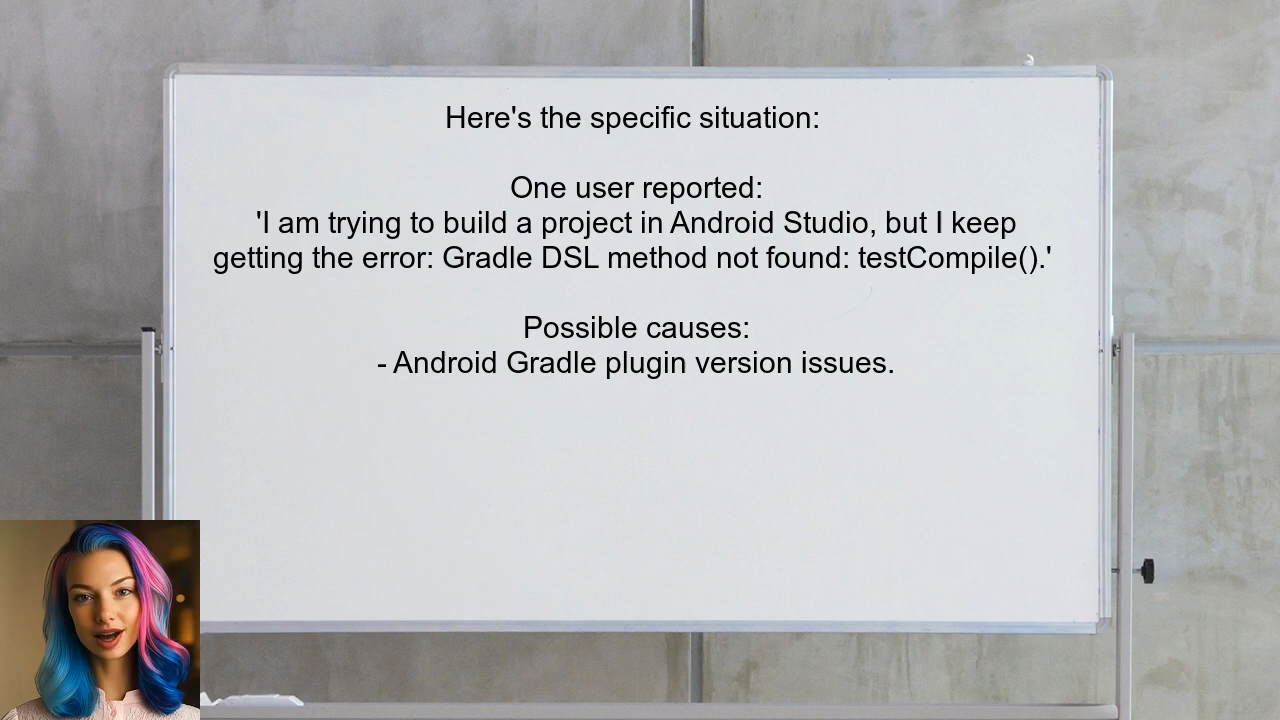 Here's the specific situation:
One user reported:
'I am trying to build a project in Android Studio, but I keep
getting the error: Gradle DSL method not found: testCompile().'
Possible causes:
- Android Gradle plugin version issues.